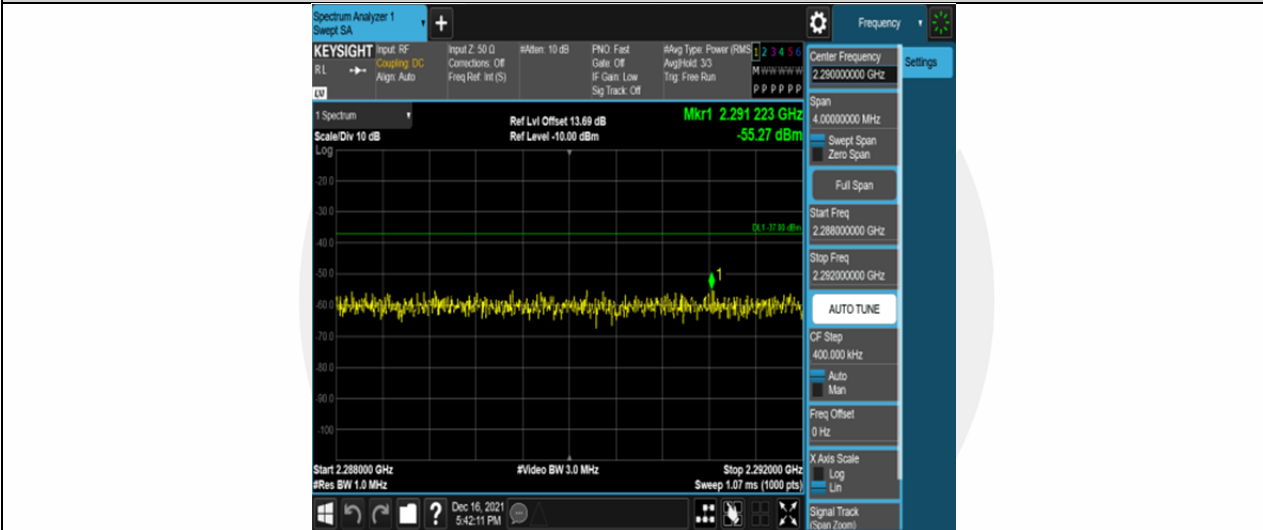 Spectrum Analyzer 1
Swept SA
+
Frequency
KEYSIGHT
RL
LV
Input: RF
Coupling: DC
Align: Auto
Input Z: 50 Ω
Corrections: Off
Freq Ref: Int (S)
#Atten: 10 dB
PNO: Fast
Gate: Off
IF Gain: Low
Sig Track: Off
#Avg Type: Power (RMS
Avg|Hold: 3/3
Trig: Free Run
1 2 3 4 5 6
M W W W W W
P P P P P P
1 Spectrum
Scale/Div 10 dB
Log
Ref Lvl Offset 13.69 dB
Ref Level -10.00 dBm
Mkr1 2.291 223 GHz
-55.27 dBm
-20.0
-30.0
DL1 -37.00 dBm
-40.0
-50.0
1
-60.0
-70.0
-80.0
-90.0
-100
Start 2.288000 GHz
#Res BW 1.0 MHz
#Video BW 3.0 MHz
Stop 2.292000 GHz
Sweep 1.07 ms (1000 pts)
?
Dec 16, 2021
5:42:11 PM
Center Frequency
2.290000000 GHz
Settings
Span
4.00000000 MHz
Swept Span
Zero Span
Full Span
Start Freq
2.288000000 GHz
Stop Freq
2.292000000 GHz
AUTO TUNE
CF Step
400.000 kHz
Auto
Man
Freq Offset
0 Hz
X Axis Scale
Log
Lin
Signal Track
(Span Zoom)